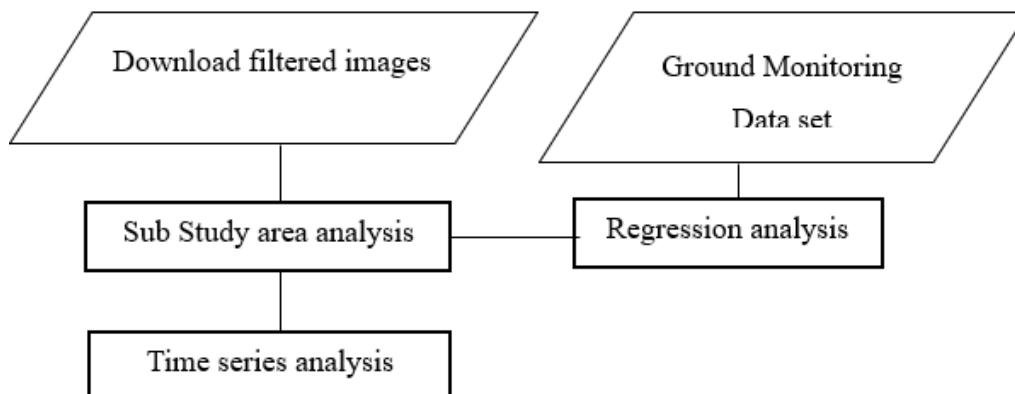 Download filtered images
Ground Monitoring
Data set
Sub Study area analysis
Regression analysis
Time series analysis